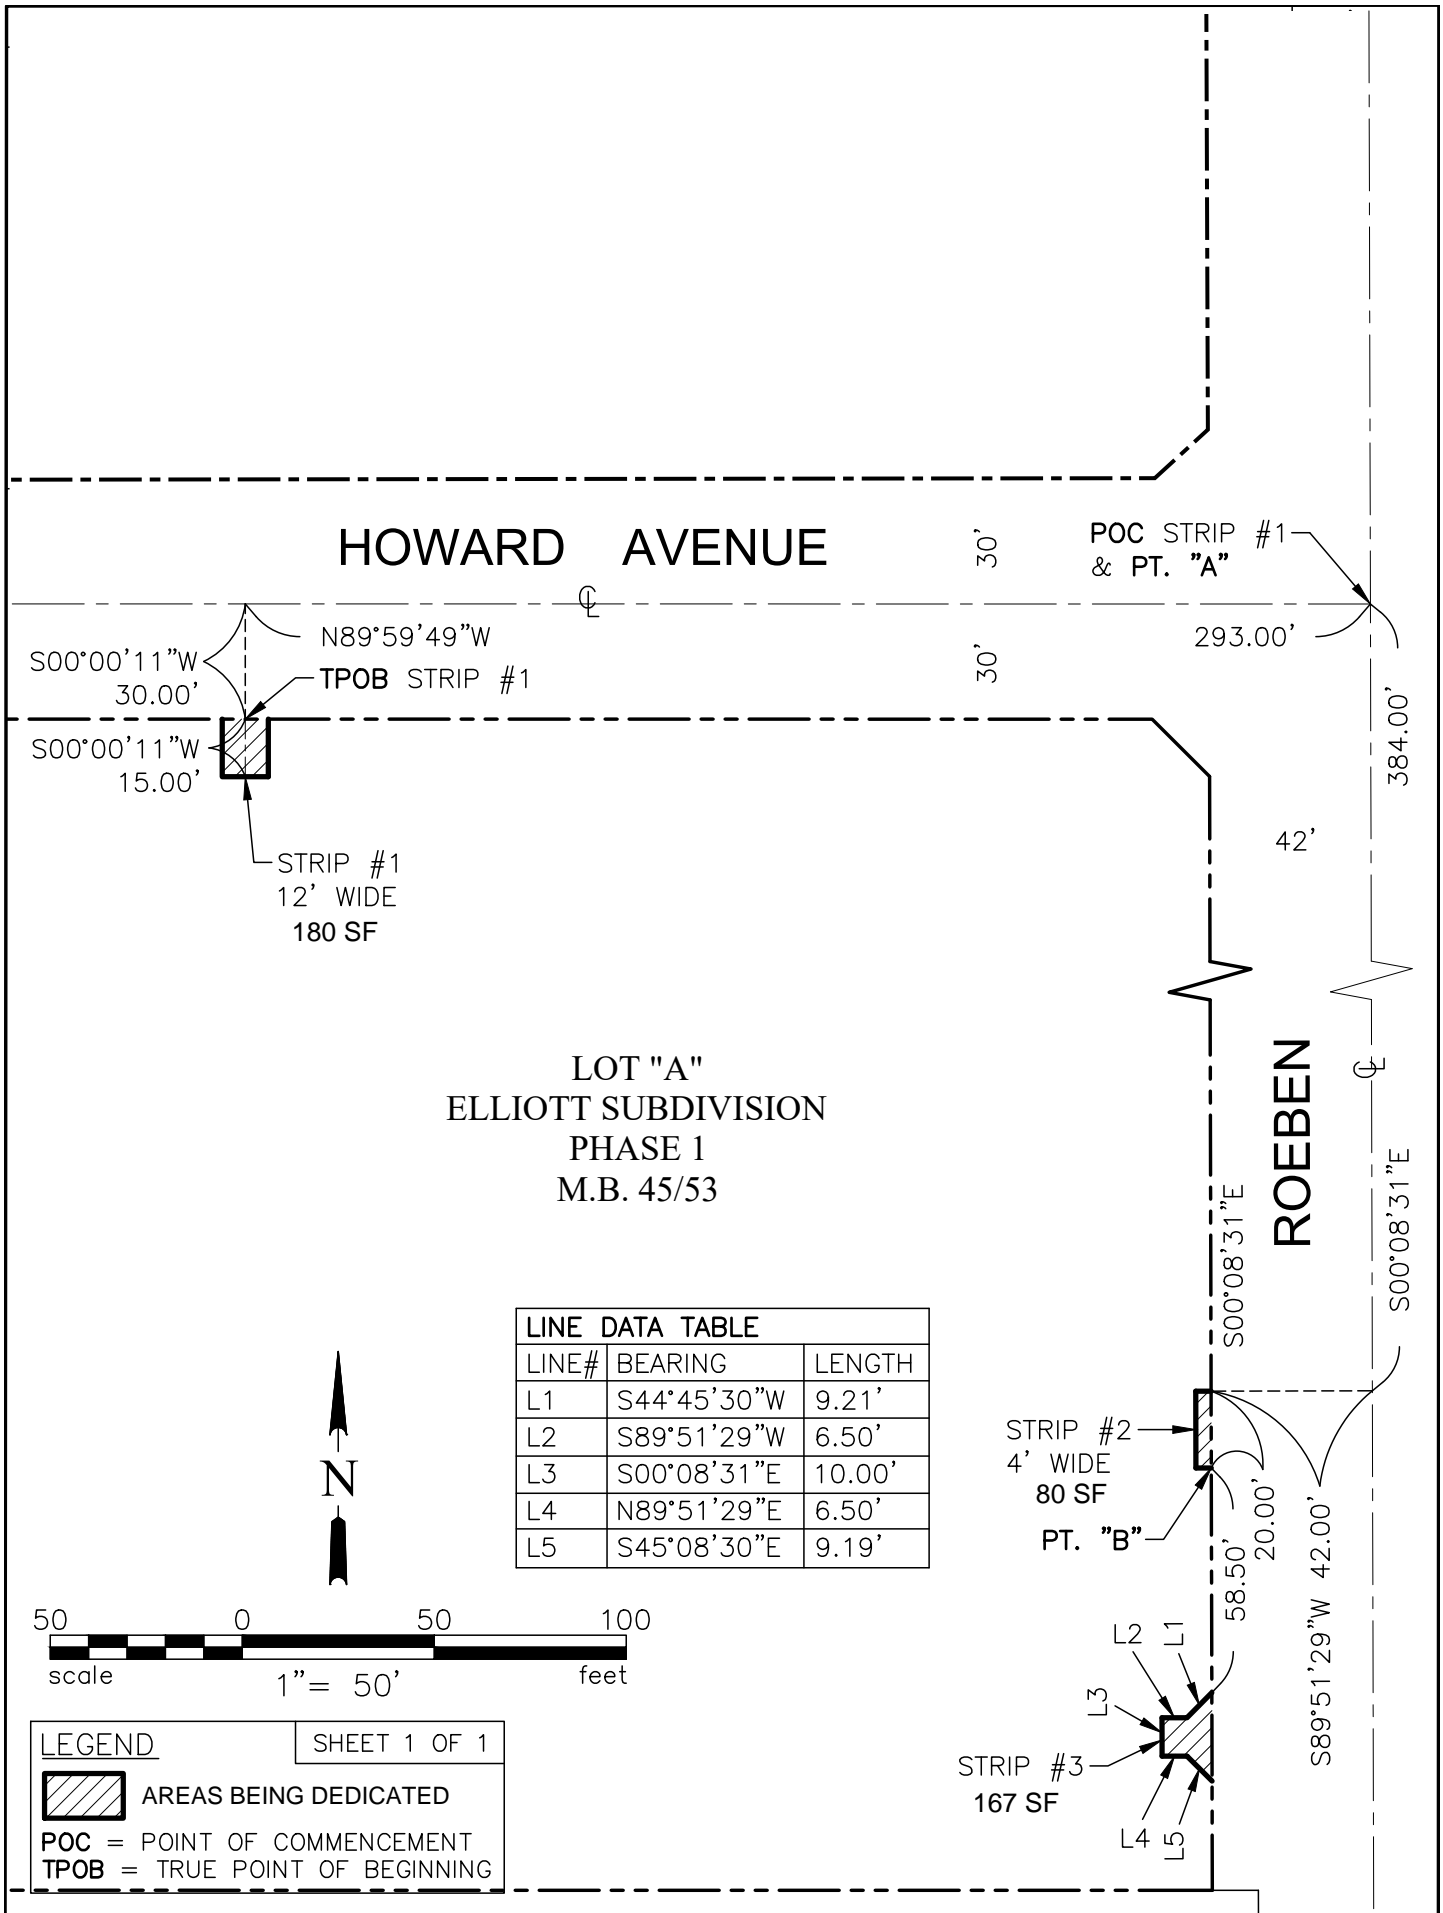 HOWARD AVENUE
30'
30'
POC STRIP #1
& PT. "A"
℄
N89°59'49"W
293.00'
S00°00'11"W
30.00'
TPOB STRIP #1
S00°00'11"W
15.00'
384.00'
42'
STRIP #1
12' WIDE
180 SF
LOT "A"
ELLIOTT SUBDIVISION
PHASE 1
M.B. 45/53
ROEBEN
℄
S00°08'31"E
S00°08'31"E
LINE DATA TABLE
LINE# BEARING LENGTH
L1 S44°45'30"W 9.21'
L2 S89°51'29"W 6.50'
L3 S00°08'31"E 10.00'
L4 N89°51'29"E 6.50'
L5 S45°08'30"E 9.19'
N
STRIP #2
4' WIDE
80 SF
PT. "B"
20.00'
58.50'
S89°51'29"W 42.00'
50 0 50 100
scale feet
1"= 50'
L2
L1
L3
STRIP #3
167 SF
L4
L5
LEGEND
SHEET 1 OF 1
AREAS BEING DEDICATED
POC = POINT OF COMMENCEMENT
TPOB = TRUE POINT OF BEGINNING